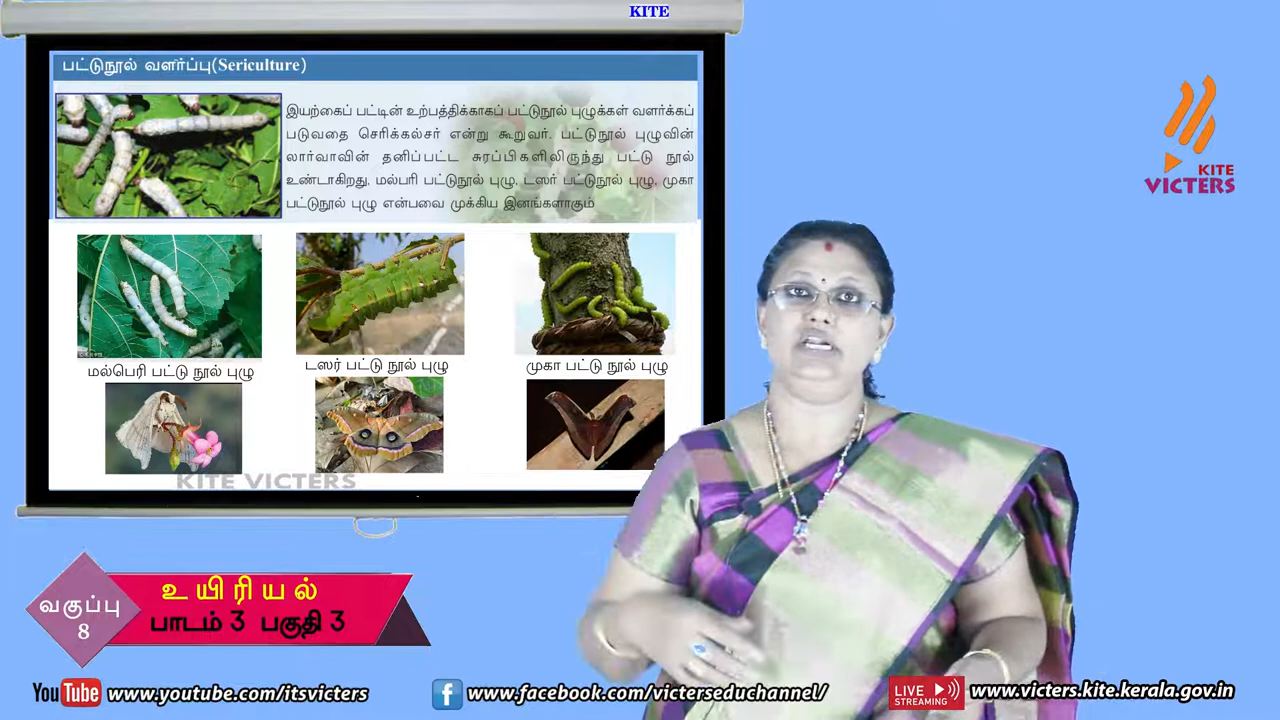 KITE
பட்டுநூல் வளர்ப்பு(Sericulture)
இயற்கைப் பட்டின் உற்பத்திக்காகப் பட்டுநூல் புழுக்கள் வளர்க்கப்
படுவதை செரிக்கல்சர் என்று கூறுவர். பட்டுநூல் புழுவின்
லார்வாவின் தனிப்பட்ட சுரப்பிகளிலிருந்து பட்டு நூல்
உண்டாகிறது. மல்பரி பட்டுநூல் புழு, டஸர் பட்டுநூல் புழு, முகா
பட்டுநூல் புழு என்பவை முக்கிய இனங்களாகும்
மல்பெரி பட்டு நூல் புழு
டஸர் பட்டு நூல் புழு
முகா பட்டு நூல் புழு
KITE VICTERS
KITE
VICTERS
வகுப்பு
8
உயிரியல்
பாடம் 3 பகுதி 3
YouTube www.youtube.com/itsvicters
f www.facebook.com/victerseduchannel/
LIVE
STREAMING
www.victers.kite.kerala.gov.in